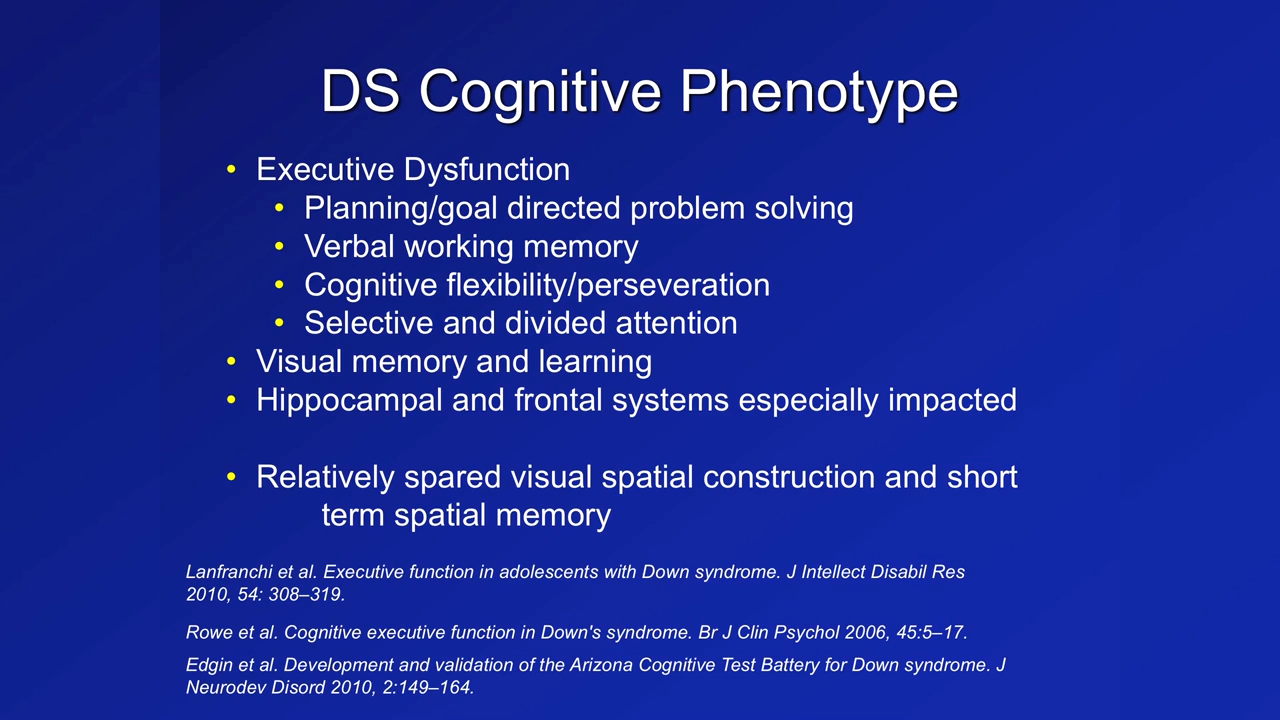 DS Cognitive Phenotype
• Executive Dysfunction
• Planning/goal directed problem solving
• Verbal working memory
• Cognitive flexibility/perseveration
• Selective and divided attention
• Visual memory and learning
• Hippocampal and frontal systems especially impacted
• Relatively spared visual spatial construction and short
term spatial memory
Lanfranchi et al. Executive function in adolescents with Down syndrome. J Intellect Disabil Res
2010, 54: 308–319.
Rowe et al. Cognitive executive function in Down's syndrome. Br J Clin Psychol 2006, 45:5–17.
Edgin et al. Development and validation of the Arizona Cognitive Test Battery for Down syndrome. J
Neurodev Disord 2010, 2:149–164.